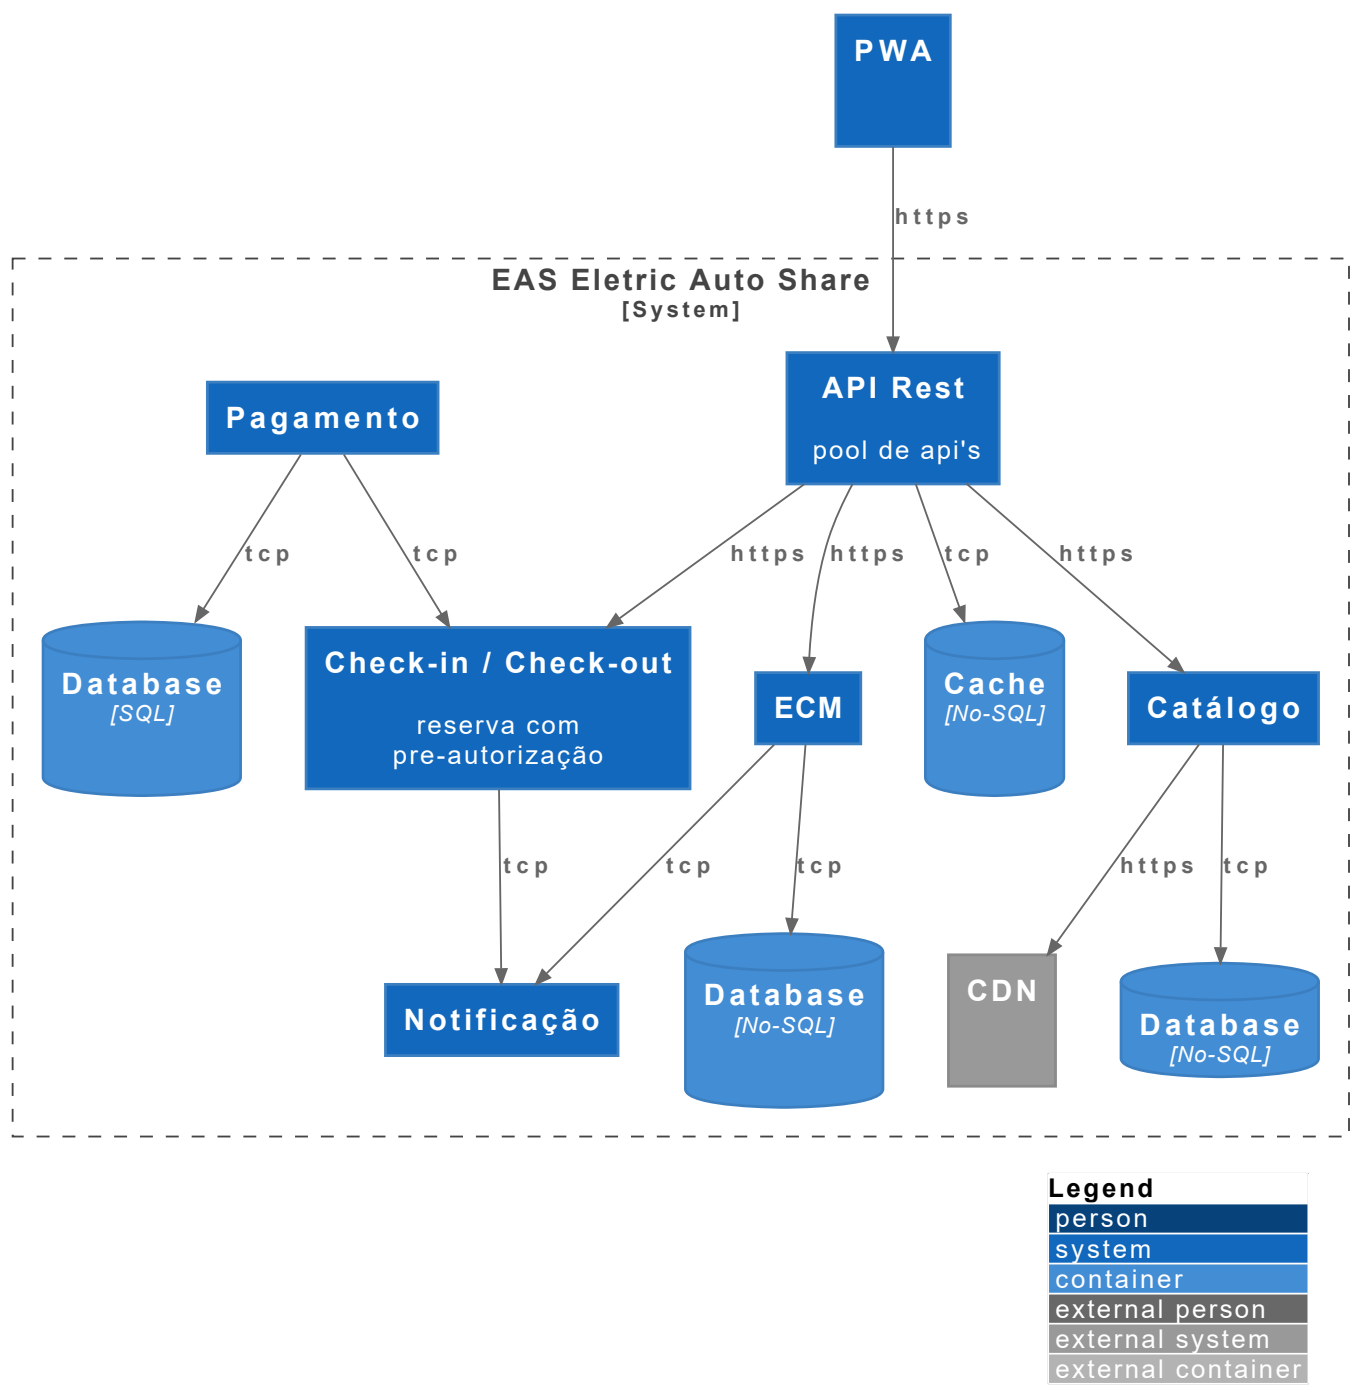 PWA
https
EAS Eletric Auto Share
[System]
API Rest
pool de api's
Pagamento
tcp
tcp
https
https
tcp
https
Database
[SQL]
Check-in / Check-out
reserva com
pre-autorização
ECM
Cache
[No-SQL]
Catálogo
tcp
tcp
tcp
https
tcp
Notificação
Database
[No-SQL]
CDN
Database
[No-SQL]
Legend
person
system
container
external person
external system
external container